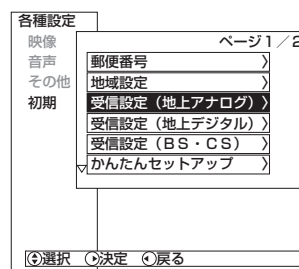 各種設定
映像
音声
その他
初期
ページ1／2
郵便番号 〉
地域設定 〉
受信設定（地上アナログ）〉
受信設定（地上デジタル）〉
受信設定（BS・CS） 〉
かんたんセットアップ 〉
選択 決定 戻る